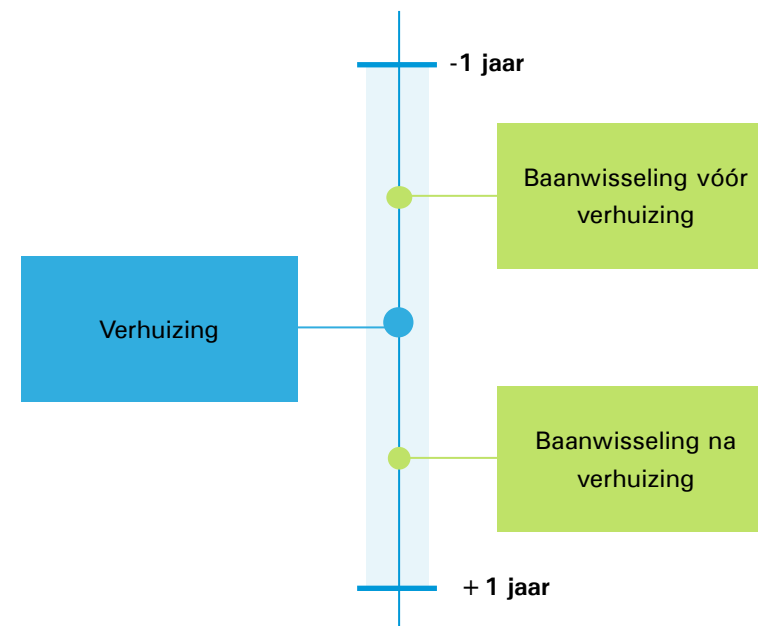 -1 jaar
Baanwisseling vóór
verhuizing
Verhuizing
Baanwisseling na
verhuizing
+1 jaar